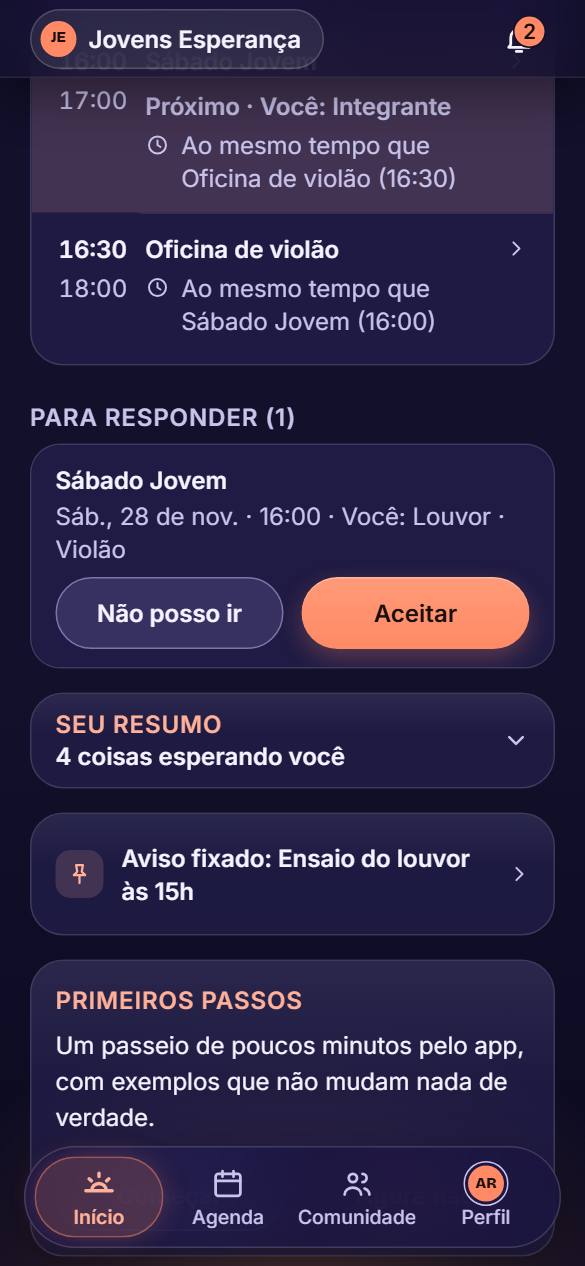 JE Jovens Esperança 2
16:00 Sábado Jovem
17:00 Próximo · Você: Integrante
Ao mesmo tempo que
Oficina de violão (16:30)
16:30 Oficina de violão
18:00 Ao mesmo tempo que
Sábado Jovem (16:00)
PARA RESPONDER (1)
Sábado Jovem
Sáb., 28 de nov. · 16:00 · Você: Louvor ·
Violão
Não posso ir Aceitar
SEU RESUMO
4 coisas esperando você
Aviso fixado: Ensaio do louvor
às 15h
PRIMEIROS PASSOS
Um passeio de poucos minutos pelo app,
com exemplos que não mudam nada de
verdade.
AR
Início Agenda Comunidade Perfil